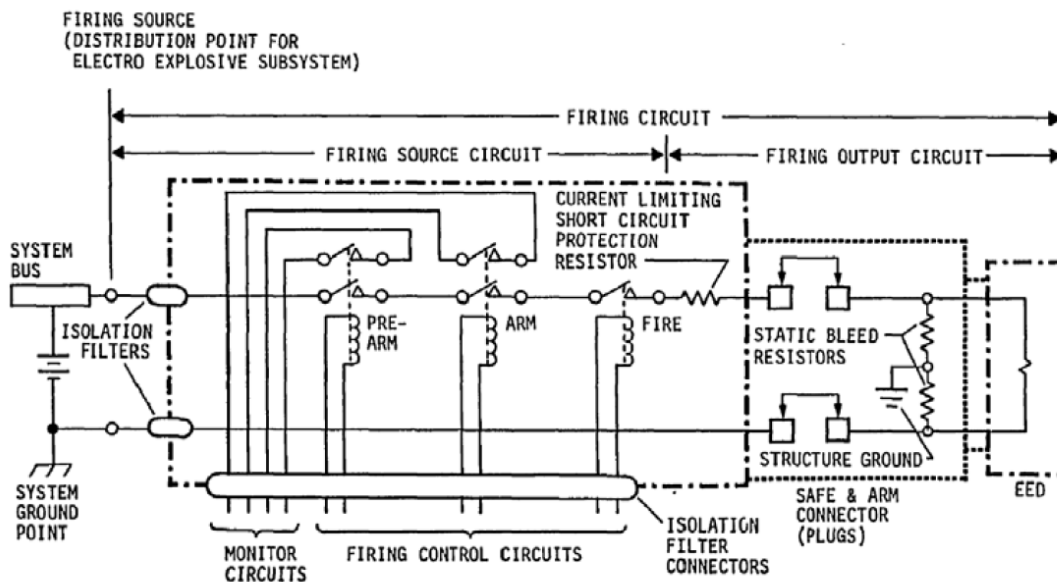 FIRING SOURCE
(DISTRIBUTION POINT FOR
ELECTRO EXPLOSIVE SUBSYSTEM)
FIRING CIRCUIT
FIRING SOURCE CIRCUIT
FIRING OUTPUT CIRCUIT
CURRENT LIMITING
SHORT CIRCUIT
PROTECTION
RESISTOR
SYSTEM
BUS
ISOLATION
FILTERS
PRE-
ARM
ARM
FIRE
STATIC BLEED
RESISTORS
STRUCTURE GROUND
SYSTEM
GROUND
POINT
SAFE & ARM
CONNECTOR
(PLUGS)
EED
MONITOR
CIRCUITS
FIRING CONTROL CIRCUITS
ISOLATION
FILTER
CONNECTORS